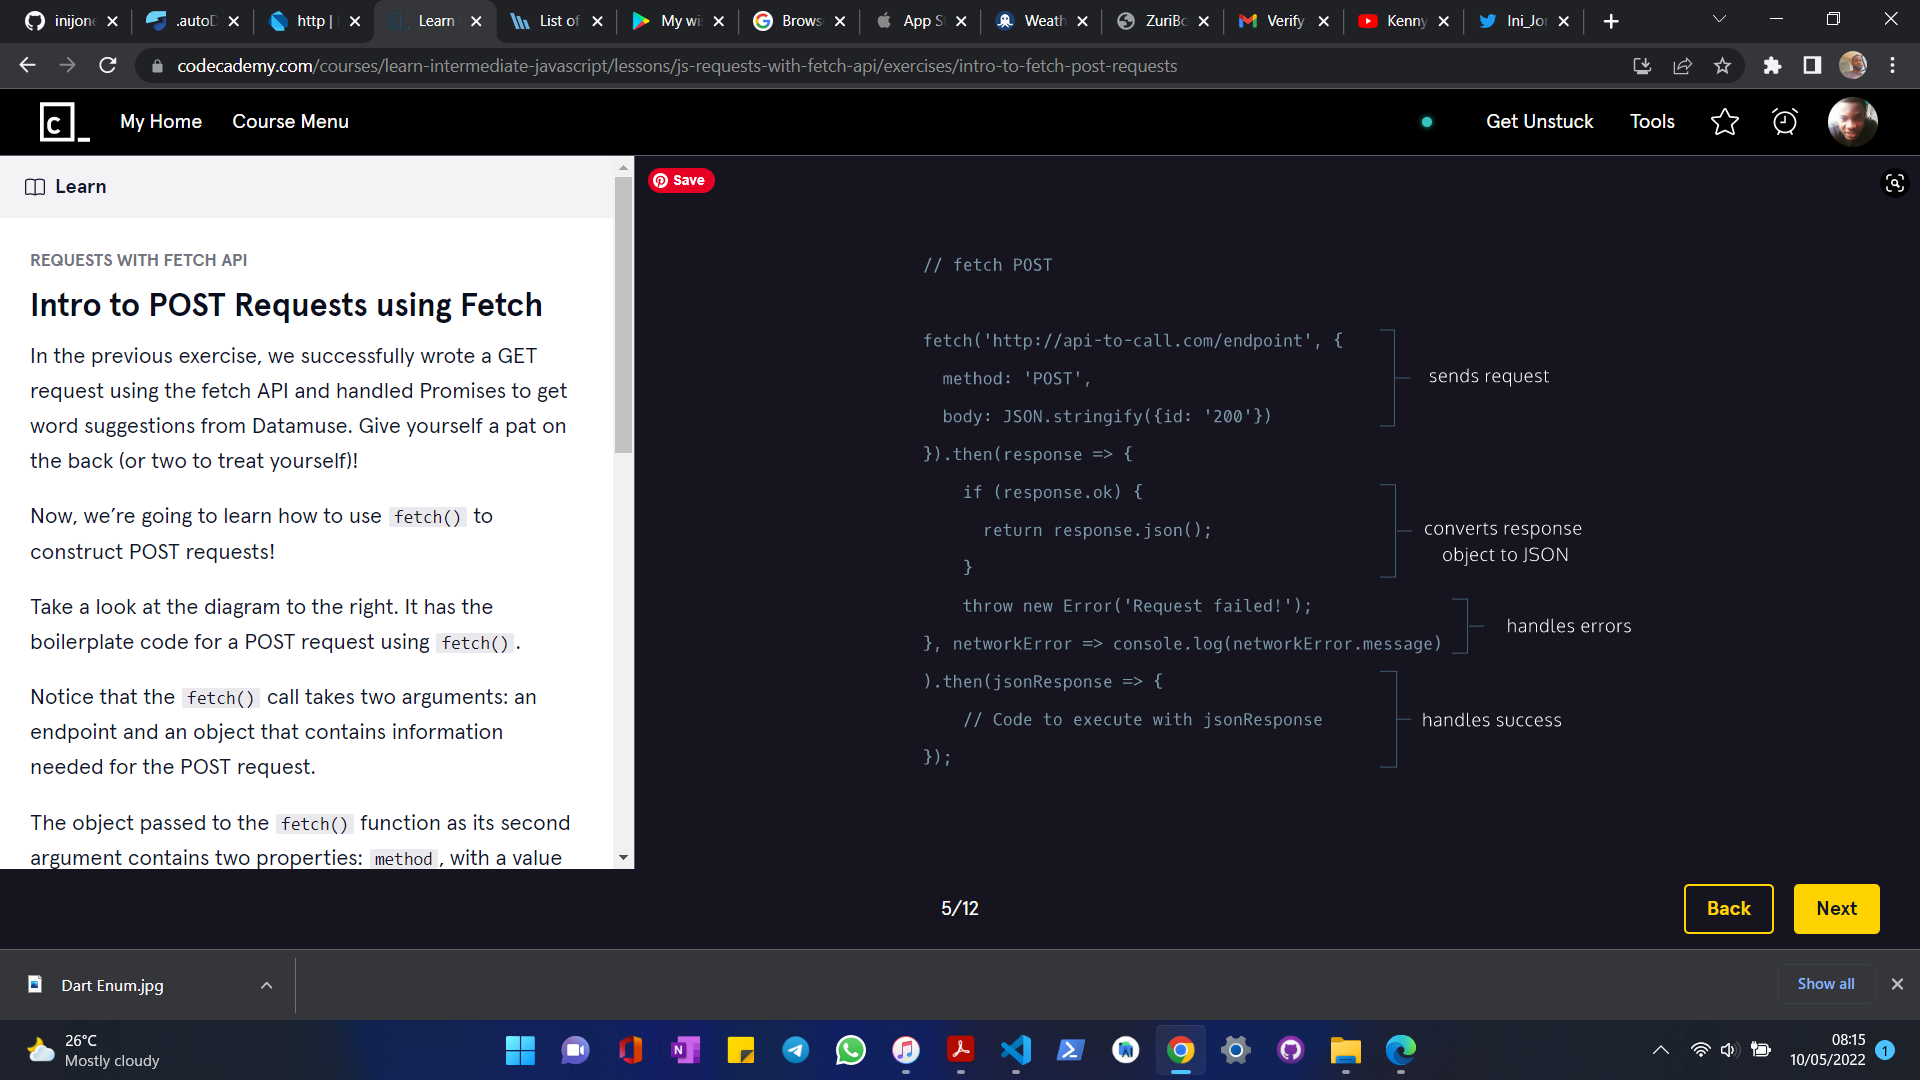 inijone
.autoD
http |
Learn
List of
My wi
Brows
App S
Weath
ZuriBo
Verify
Kenny
Ini_Jo
codecademy.com/courses/learn-intermediate-javascript/lessons/js-requests-with-fetch-api/exercises/intro-to-fetch-post-requests
c_
My Home
Course Menu
Get Unstuck
Tools
Learn
Save
REQUESTS WITH FETCH API
Intro to POST Requests using Fetch
In the previous exercise, we successfully wrote a GET
request using the fetch API and handled Promises to get
word suggestions from Datamuse. Give yourself a pat on
the back (or two to treat yourself)!
Now, we’re going to learn how to use fetch() to
construct POST requests!
Take a look at the diagram to the right. It has the
boilerplate code for a POST request using fetch().
Notice that the fetch() call takes two arguments: an
endpoint and an object that contains information
needed for the POST request.
The object passed to the fetch() function as its second
argument contains two properties: method, with a value
// fetch POST
fetch('http://api-to-call.com/endpoint', {
method: 'POST',
body: JSON.stringify({id: '200'})
}).then(response => {
if (response.ok) {
return response.json();
}
throw new Error('Request failed!');
}, networkError => console.log(networkError.message)
).then(jsonResponse => {
// Code to execute with jsonResponse
});
sends request
converts response
object to JSON
handles errors
handles success
5/12
Back
Next
Dart Enum.jpg
Show all
26°C
Mostly cloudy
08:15
10/05/2022
1